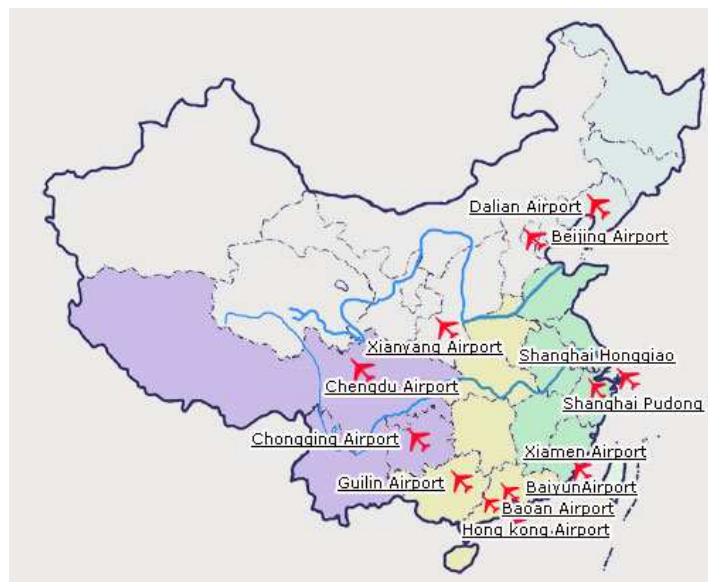 Dalian Airport
Beijing Airport
Xianyang Airport
Shanghai Hongqiao
Chengdu Airport
Shanghai Pudong
Chongqing Airport
Xiamen Airport
Guilin Airport
BaiyunAirport
Baoan Airport
Hong kong Airport